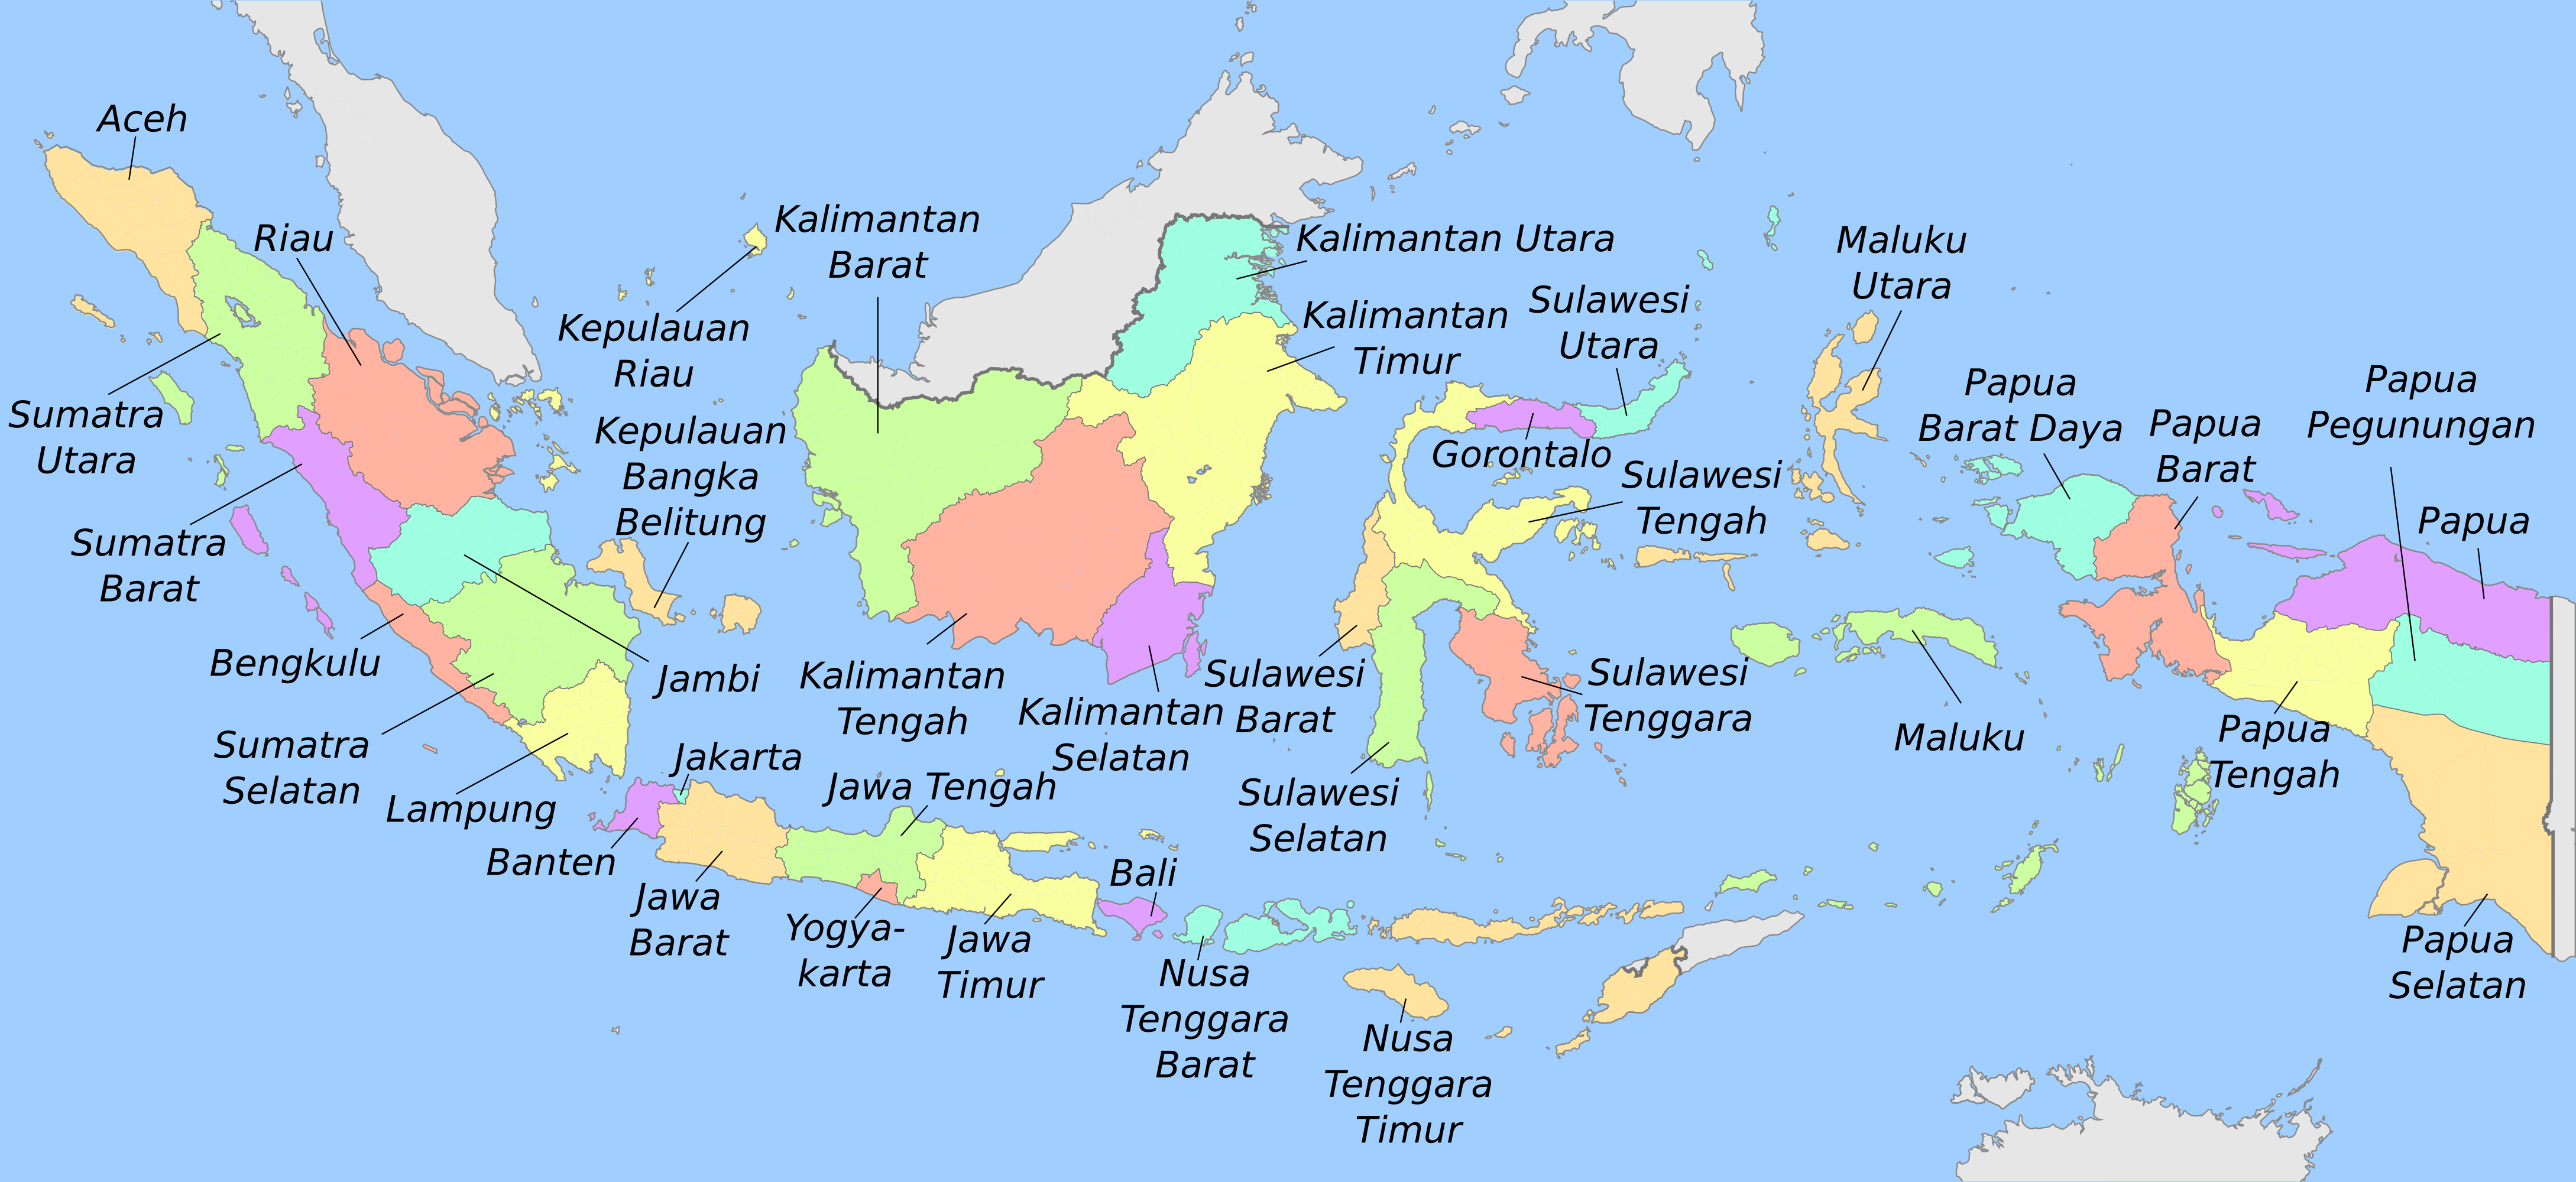 Aceh
Riau
Sumatra
Utara
Sumatra
Barat
Bengkulu
Sumatra
Selatan
Lampung
Jambi
Kepulauan
Riau
Kepulauan
Bangka
Belitung
Kalimantan
Barat
Kalimantan Utara
Kalimantan
Timur
Kalimantan
Tengah
Kalimantan
Selatan
Sulawesi
Utara
Gorontalo
Sulawesi
Tengah
Sulawesi
Barat
Sulawesi
Tenggara
Sulawesi
Selatan
Maluku
Utara
Maluku
Papua
Barat Daya
Papua
Barat
Papua
Pegunungan
Papua
Papua
Tengah
Papua
Selatan
Jakarta
Banten
Jawa
Barat
Jawa Tengah
Yogya-
karta
Jawa
Timur
Bali
Nusa
Tenggara
Barat
Nusa
Tenggara
Timur